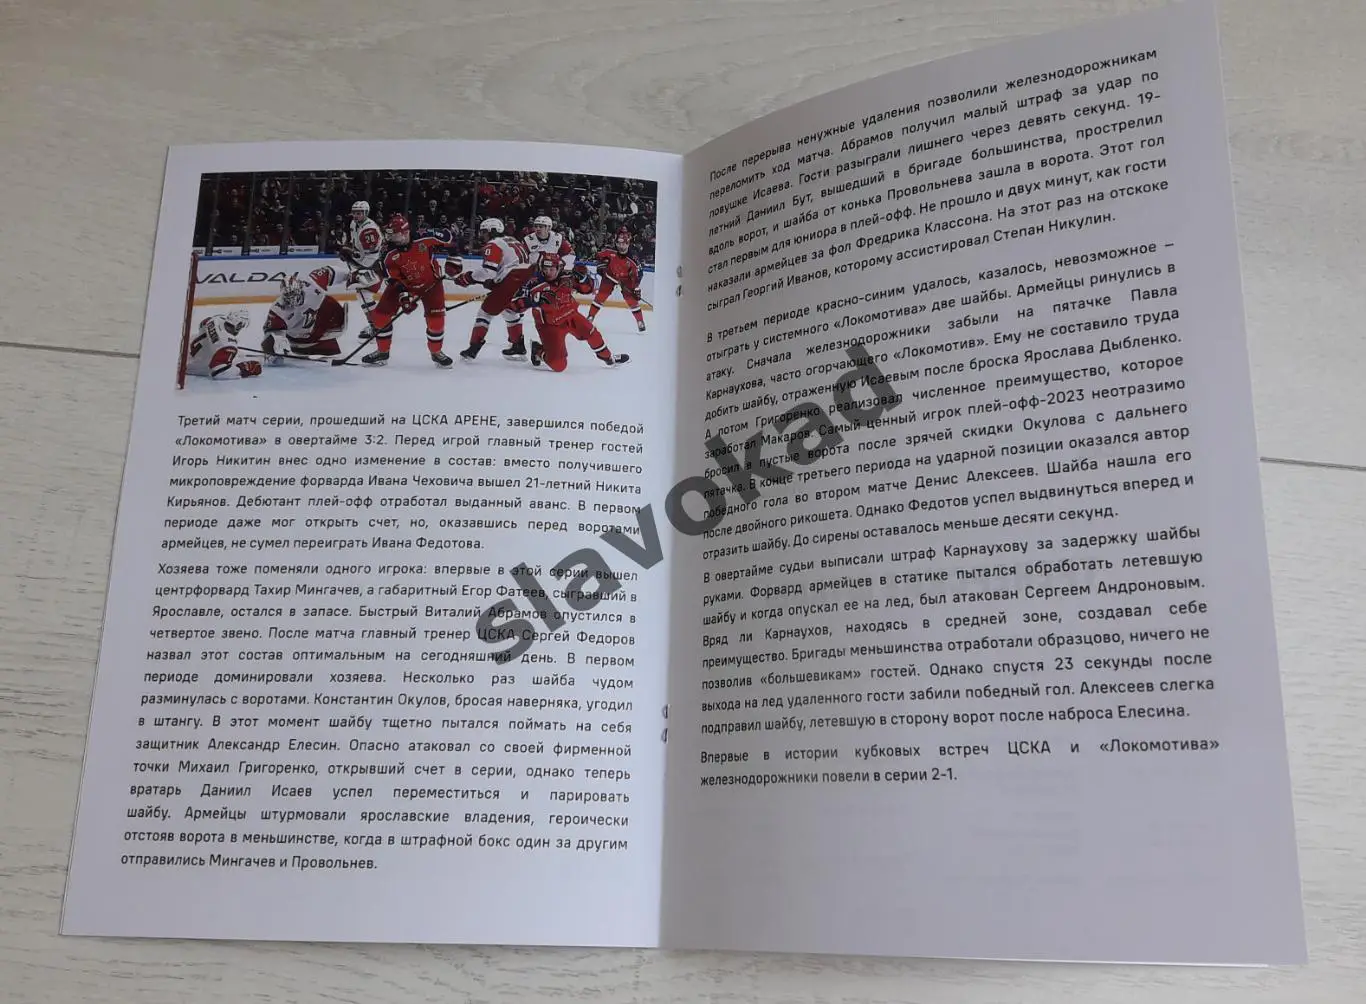 VALDAI
Третий матч серии, прошедший на ЦСКА АРЕНЕ, завершился победой
«Локомотива» в овертайме 3:2. Перед игрой главный тренер гостей
Игорь Никитин внес одно изменение в состав: вместо получившего
микроповреждение форварда Ивана Чеховича вышел 21-летний Никита
Кирьянов. Дебютант плей-офф отработал выданный аванс. В первом
периоде даже мог открыть счет, но, оказавшись перед воротами
армейцев, не сумел переиграть Ивана Федотова.
Хозяева тоже поменяли одного игрока: впервые в этой серии вышел
центрфорвард Тахир Мингачев, а габаритный Егор Фатеев, сыгравший в
Ярославле, остался в запасе. Быстрый Виталий Абрамов опустился в
четвертое звено. После матча главный тренер ЦСКА Сергей Федоров
назвал этот состав оптимальным на сегодняшний день. В первом
периоде доминировали хозяева. Несколько раз шайба чудом
разминулась с воротами. Константин Окулов, бросая наверняка, угодил
в штангу. В этот момент шайбу тщетно пытался поймать на себя
защитник Александр Елесин. Опасно атаковал со своей фирменной
точки Михаил Григоренко, открывший счет в серии, однако теперь
вратарь Даниил Исаев успел переместиться и парировать
шайбу. Армейцы штурмовали ярославские владения, героически
отстояв ворота в меньшинстве, когда в штрафной бокс один за другим
отправились Мингачев и Провольнев.
После перерыва ненужные удаления позволили железнодорожникам
переломить ход матча. Абрамов получил малый штраф за удар по
ловушке Исаева. Гости разыграли лишнего через девять секунд. 19-
летний Даниил Бут, вышедший в бригаде большинства, прострелил
вдоль ворот, и шайба от конька Провольнева зашла в ворота. Этот гол
стал первым для юниора в плей-офф. Не прошло и двух минут, как гости
наказали армейцев за фол Фредрика Классона. На этот раз на отскоке
сыграл Георгий Иванов, которому ассистировал Степан Никулин.
В третьем периоде красно-синим удалось, казалось, невозможное –
отыграть у системного «Локомотива» две шайбы. Армейцы ринулись в
атаку. Сначала железнодорожники забыли на пятачке Павла
Карнаухова, часто огорчающего «Локомотив». Ему не составило труда
добить шайбу, отраженную Исаевым после броска Ярослава Дыбленко.
А потом Григоренко реализовал численное преимущество, которое
заработал Макаров. Самый ценный игрок плей-офф-2023 неотразимо
бросил в пустые ворота после зрячей скидки Окулова с дальнего
пятачка. В конце третьего периода на ударной позиции оказался автор
победного гола во втором матче Денис Алексеев. Шайба нашла его
после двойного рикошета. Однако Федотов успел выдвинуться вперед и
отразить шайбу. До сирены оставалось меньше десяти секунд.
В овертайме судьи выписали штраф Карнаухову за задержку шайбы
руками. Форвард армейцев в статике пытался обработать летевшую
шайбу и когда опускал ее на лед, был атакован Сергеем Андроновым.
Вряд ли Карнаухов, находясь в средней зоне, создавал себе
преимущество. Бригады меньшинства отработали образцово, ничего не
позволив «большевикам» гостей. Однако спустя 23 секунды после
выхода на лед удаленного гости забили победный гол. Алексеев слегка
подправил шайбу, летевшую в сторону ворот после наброса Елесина.
Впервые в истории кубковых встреч ЦСКА и «Локомотива»
железнодорожники повели в серии 2-1.
slavokad